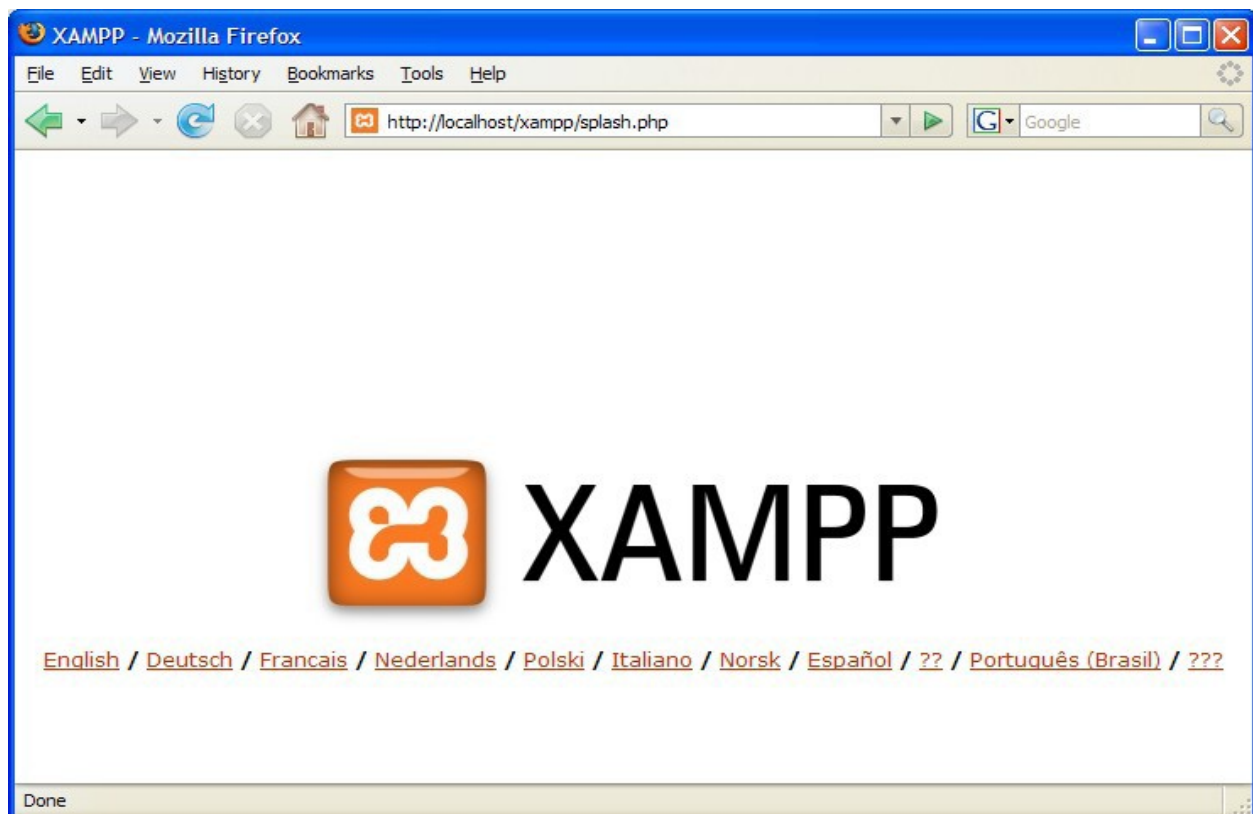 XAMPP - Mozilla Firefox
File Edit View History Bookmarks Tools Help
http://localhost/xampp/splash.php G Google
XAMPP
English / Deutsch / Francais / Nederlands / Polski / Italiano / Norsk / Español / ?? / Português (Brasil) / ???
Done